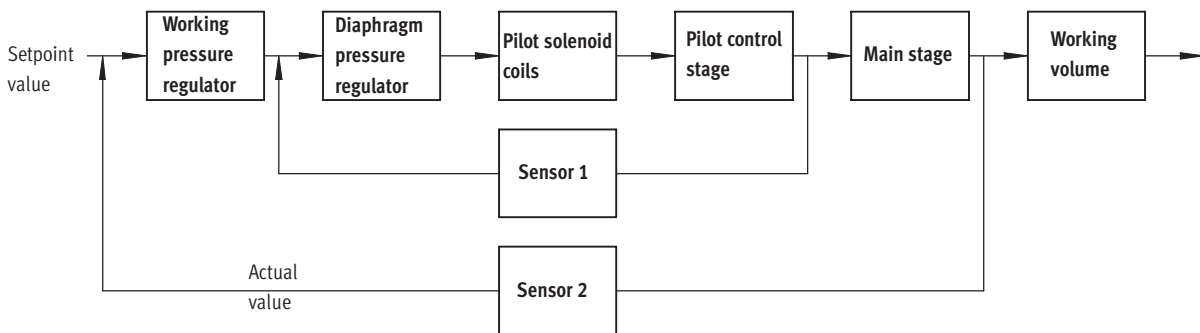 Setpoint
value
Working
pressure
regulator
Diaphragm
pressure
regulator
Pilot solenoid
coils
Pilot control
stage
Main stage
Working
volume
Sensor 1
Actual
value
Sensor 2